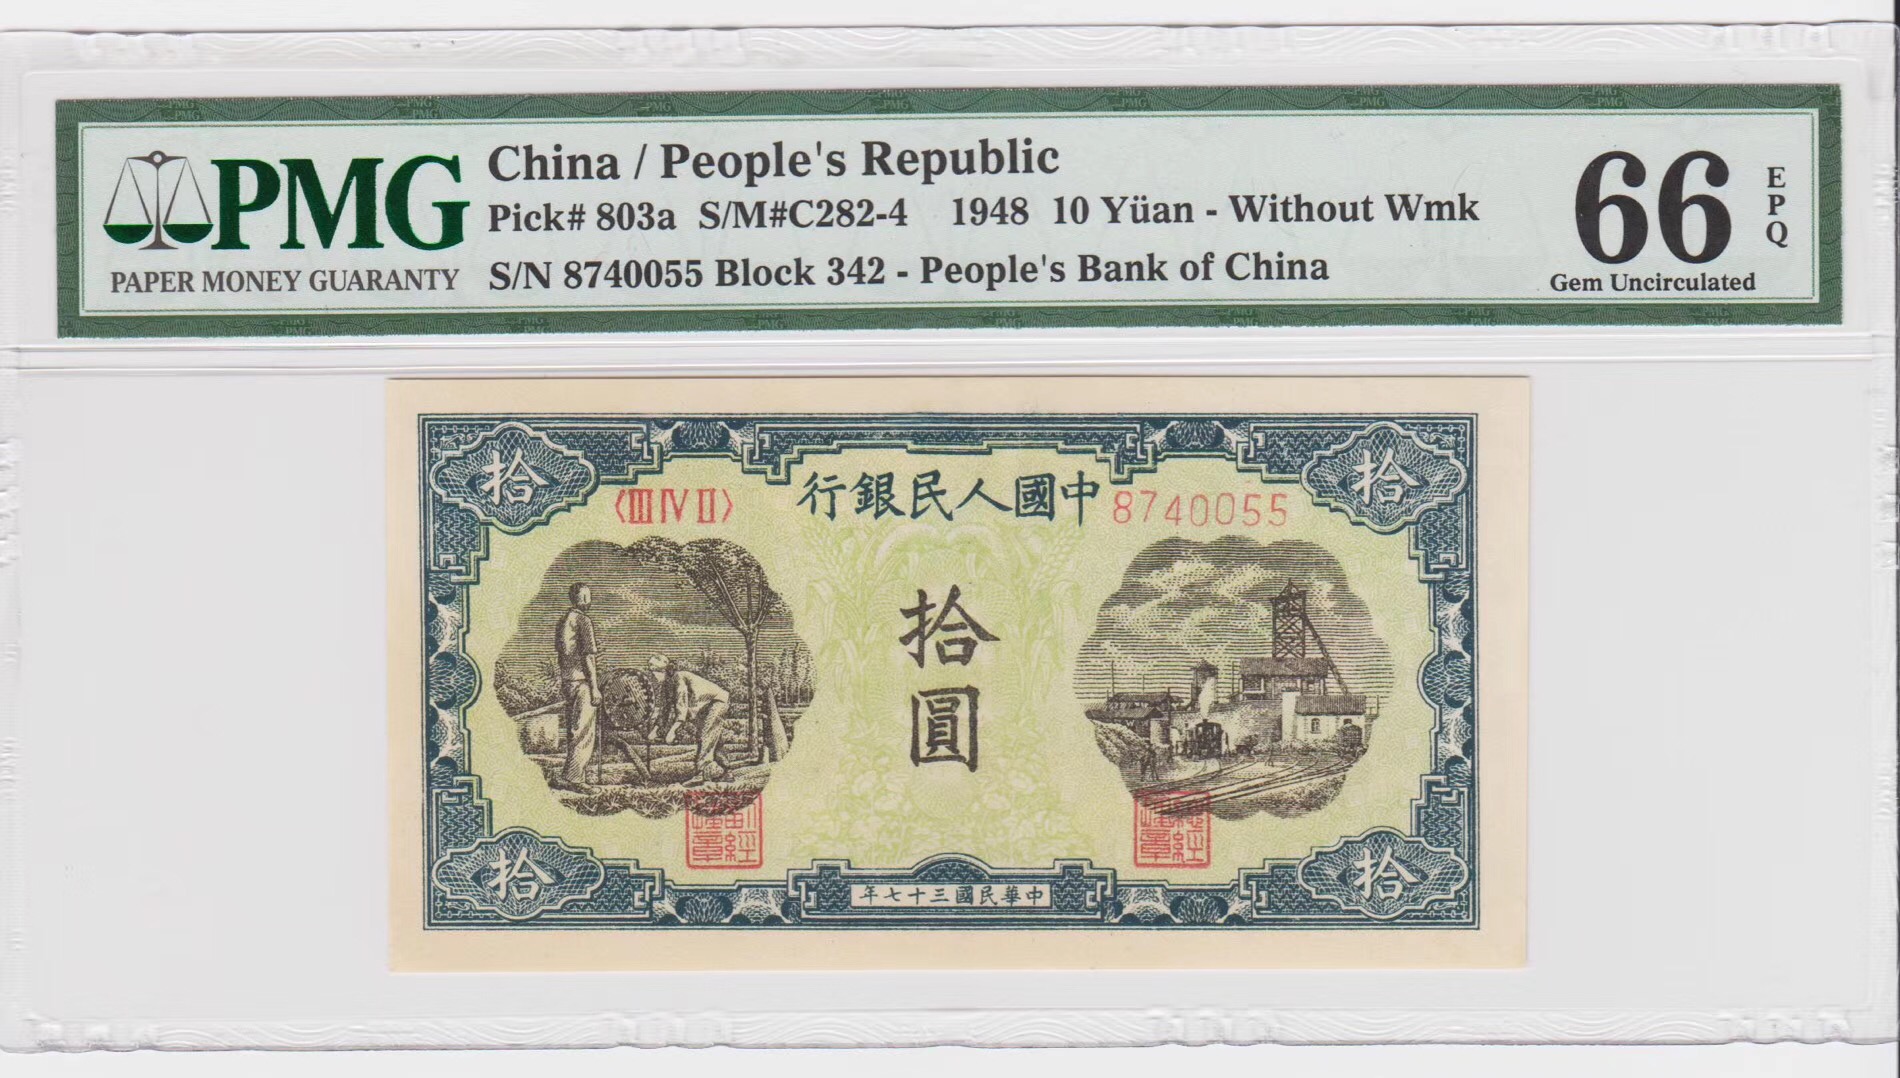 PMG
PAPER MONEY GUARANTY
China / People's Republic
Pick# 803a S/M#C282-4 1948 10 Yüan - Without Wmk
S/N 8740055 Block 342 - People's Bank of China
66
EPQ
Gem Uncirculated
拾
拾
〈III IV II〉
行銀民人國中
8740055
拾
圓
拾
拾
年七十三國民華中